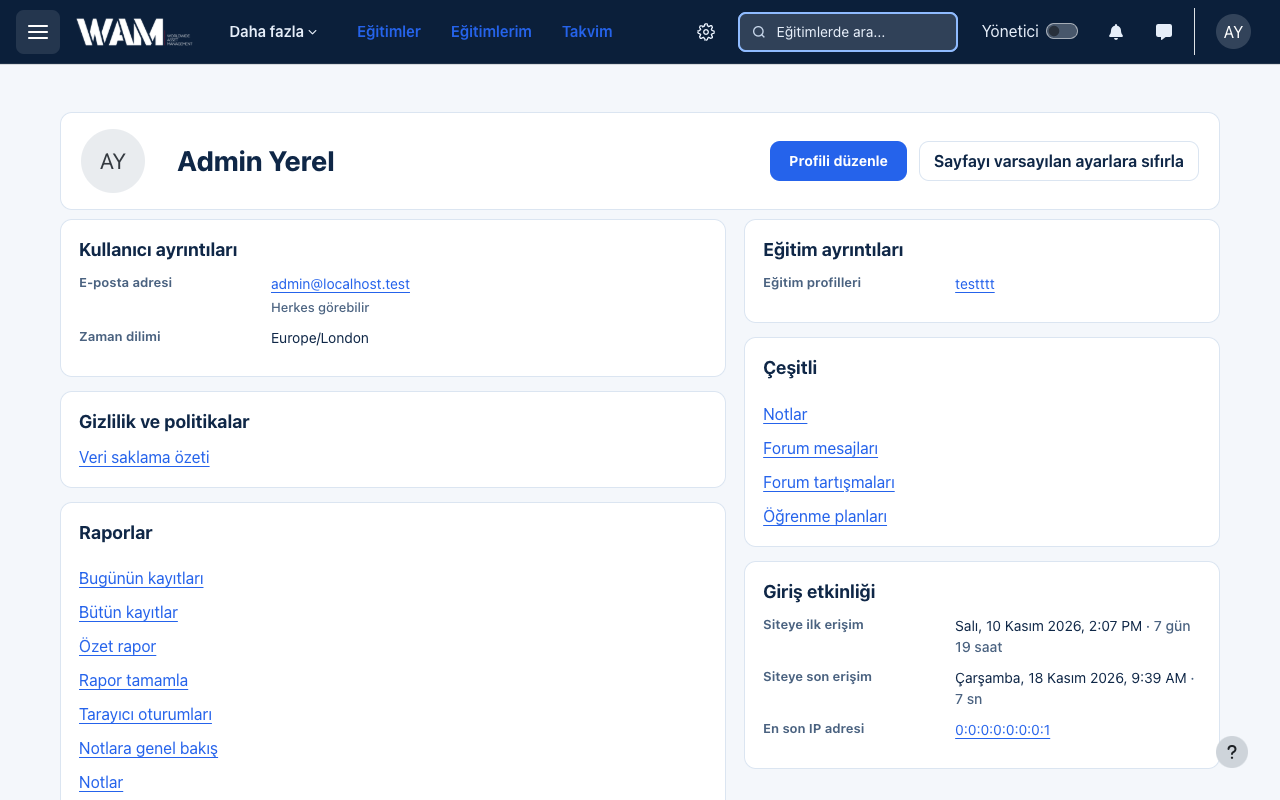 WAM
WORLDWIDE
ASSET
MANAGEMENT
Daha fazla
Eğitimler
Eğitimlerim
Takvim
Eğitimlerde ara...
Yönetici
AY
AY
Admin Yerel
Profili düzenle
Sayfayı varsayılan ayarlara sıfırla
Kullanıcı ayrıntıları
E-posta adresi
admin@localhost.test
Herkes görebilir
Zaman dilimi
Europe/London
Gizlilik ve politikalar
Veri saklama özeti
Raporlar
Bugünün kayıtları
Bütün kayıtlar
Özet rapor
Rapor tamamla
Tarayıcı oturumları
Notlara genel bakış
Notlar
Eğitim ayrıntıları
Eğitim profilleri
testttt
Çeşitli
Notlar
Forum mesajları
Forum tartışmaları
Öğrenme planları
Giriş etkinliği
Siteye ilk erişim
Salı, 10 Kasım 2026, 2:07 PM · 7 gün
19 saat
Siteye son erişim
Çarşamba, 18 Kasım 2026, 9:39 AM ·
7 sn
En son IP adresi
0:0:0:0:0:0:0:1
?